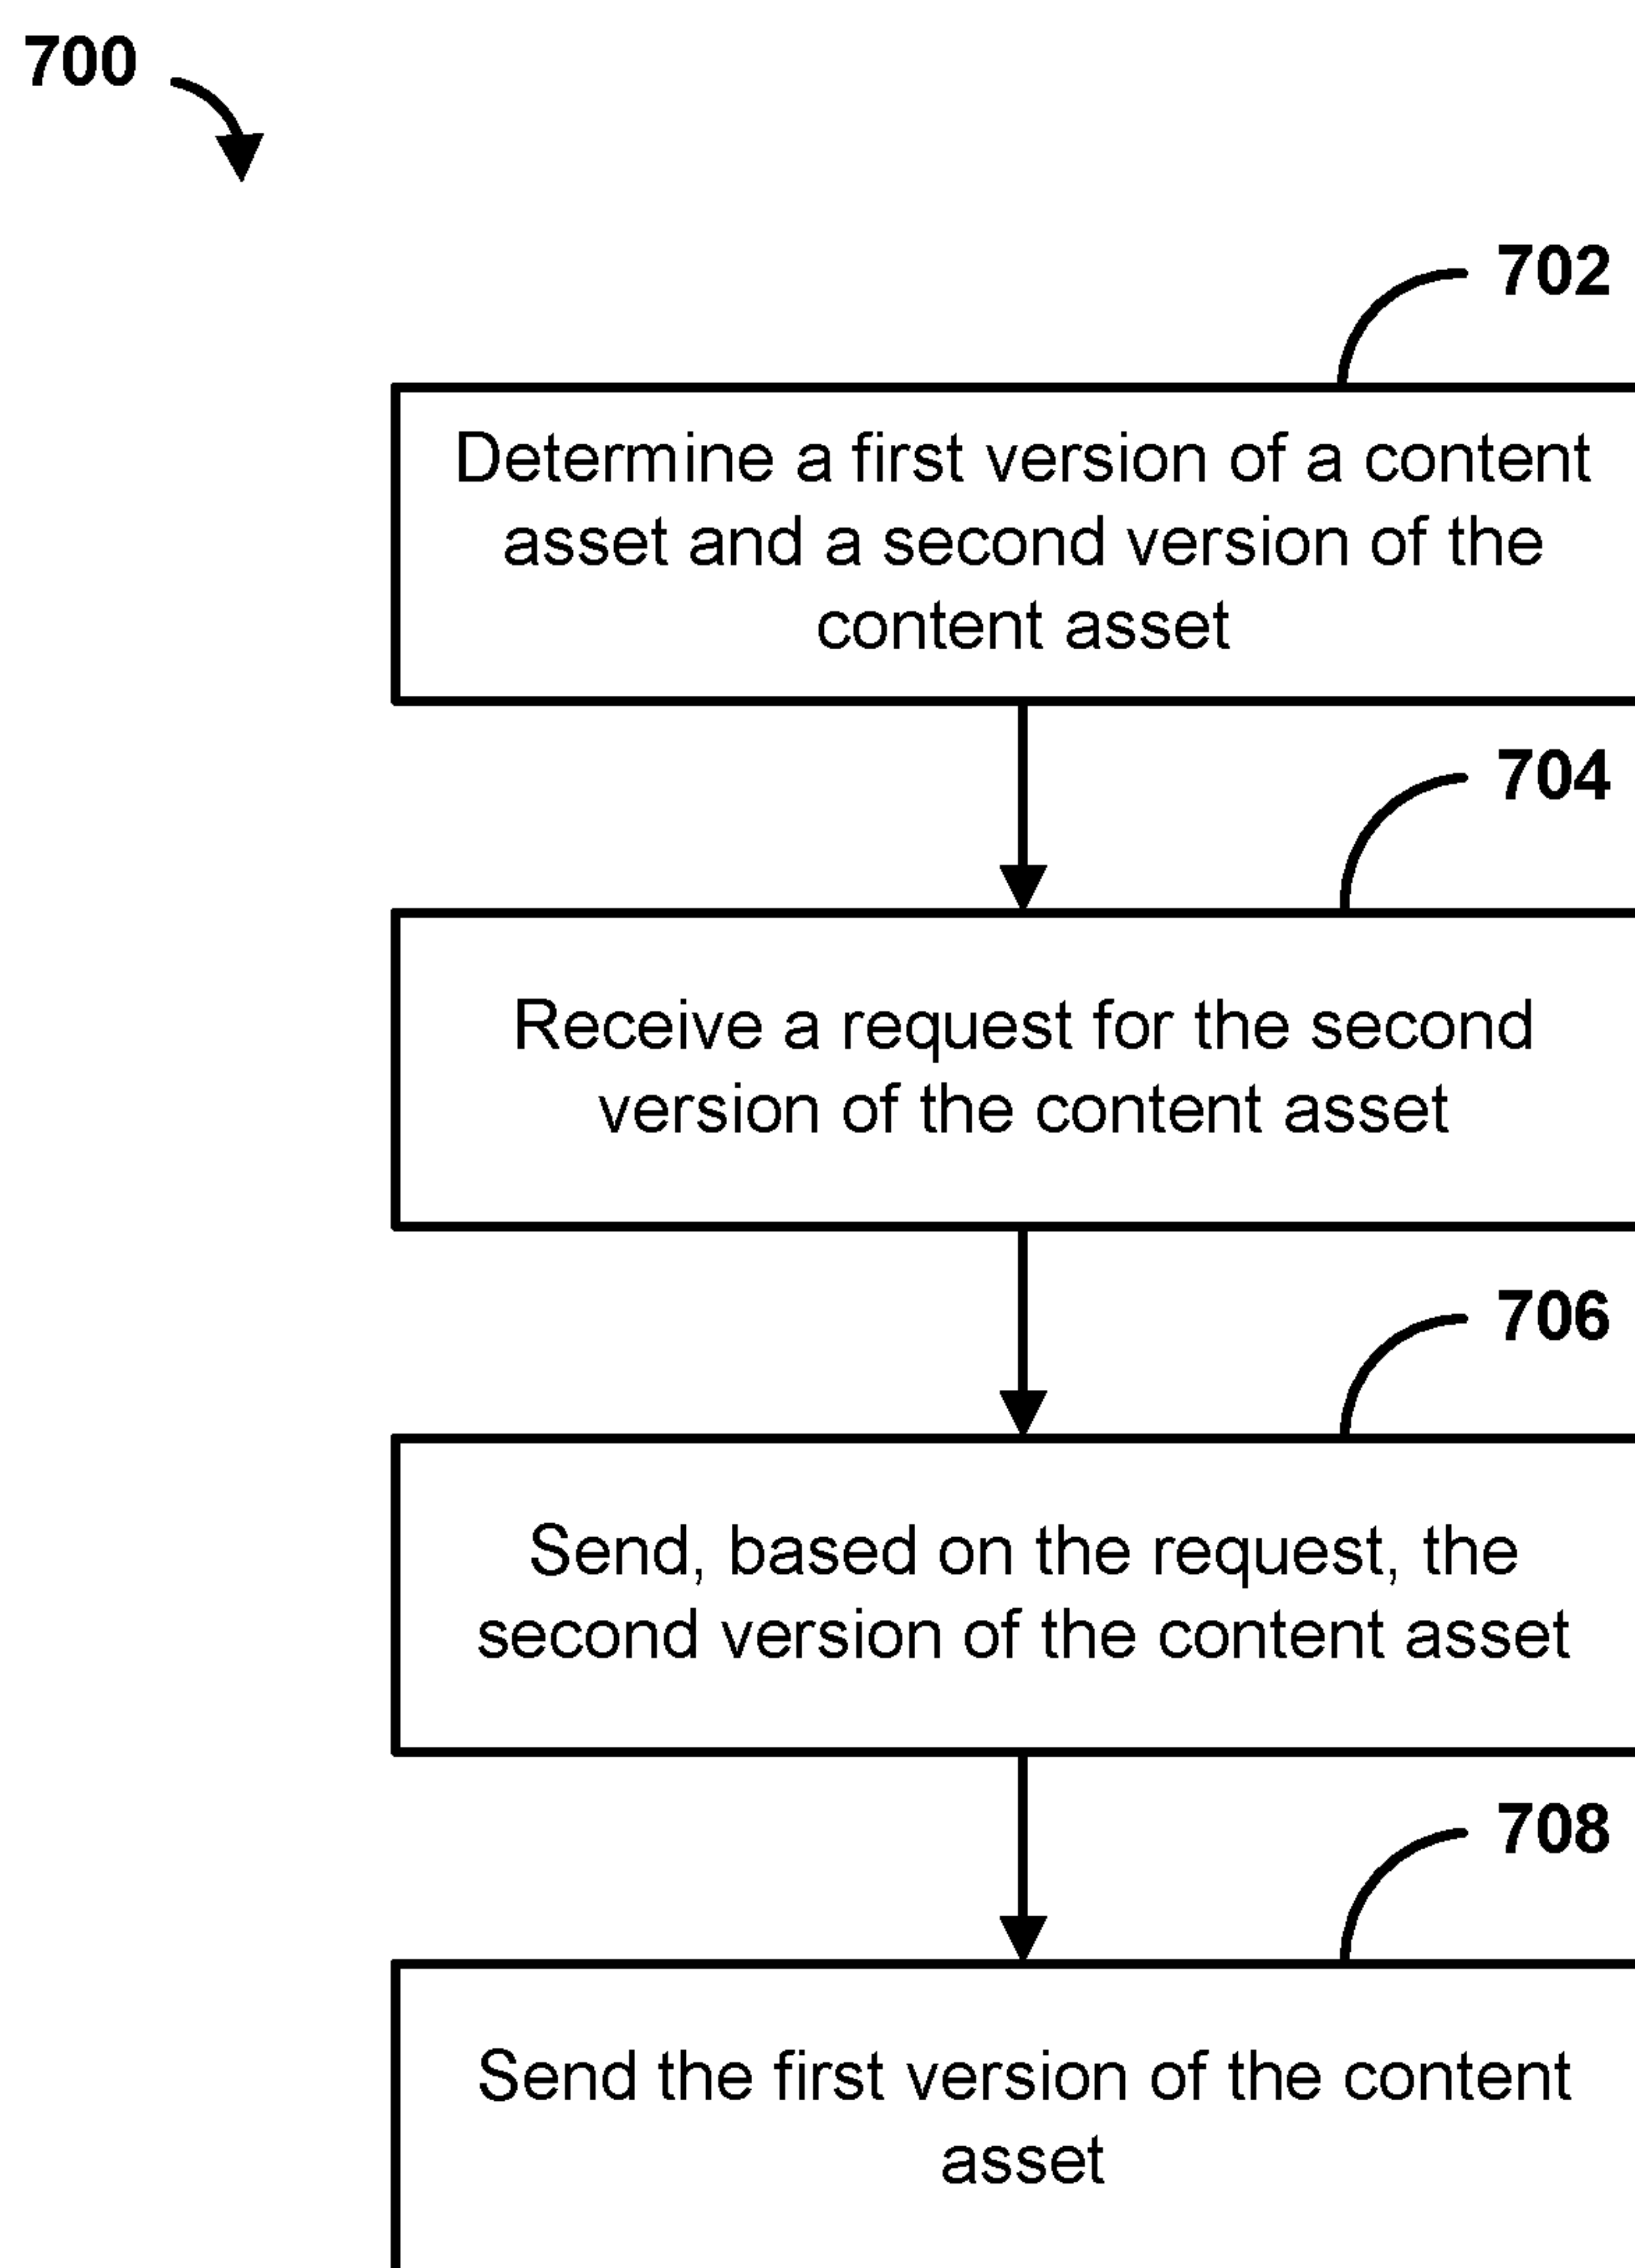 700
702
Determine a first version of a content
asset and a second version of the
content asset
704
Receive a request for the second
version of the content asset
706
Send, based on the request, the
second version of the content asset
708
Send the first version of the content
asset